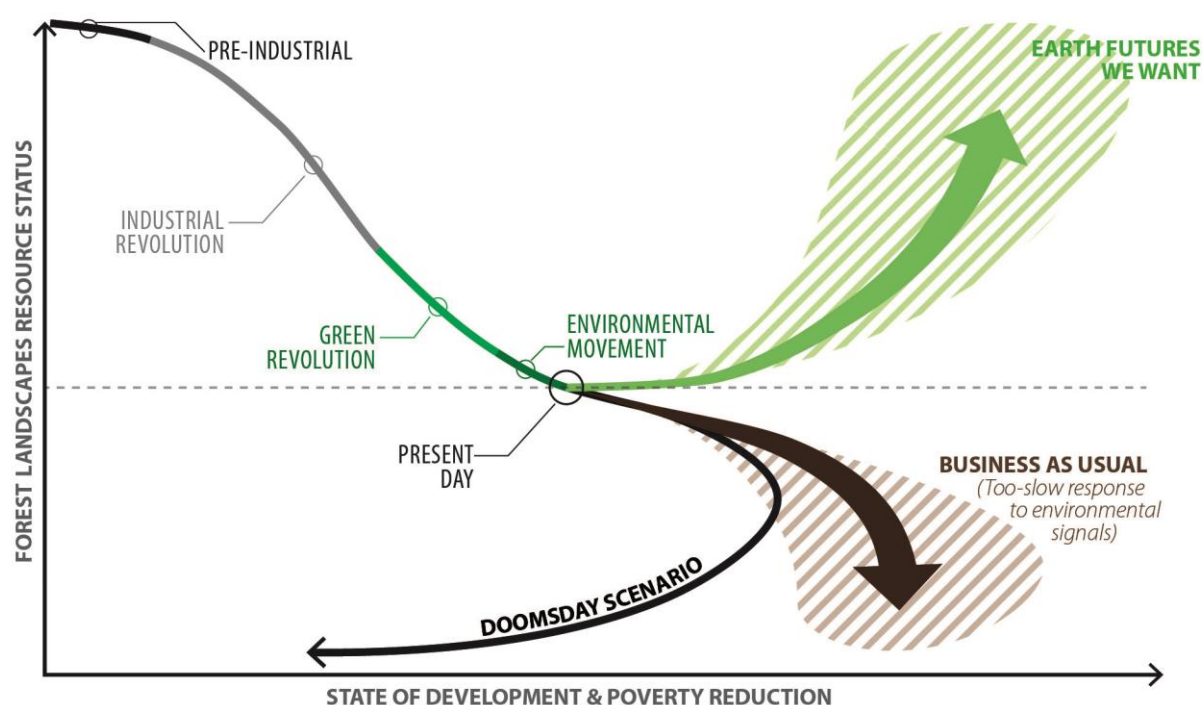 PRE-INDUSTRIAL
EARTH FUTURES
WE WANT
FOREST LANDSCAPES RESOURCE STATUS
INDUSTRIAL
REVOLUTION
GREEN
REVOLUTION
ENVIRONMENTAL
MOVEMENT
PRESENT
DAY
BUSINESS AS USUAL
(Too-slow response
to environmental
signals)
DOOMSDAY SCENARIO
STATE OF DEVELOPMENT & POVERTY REDUCTION